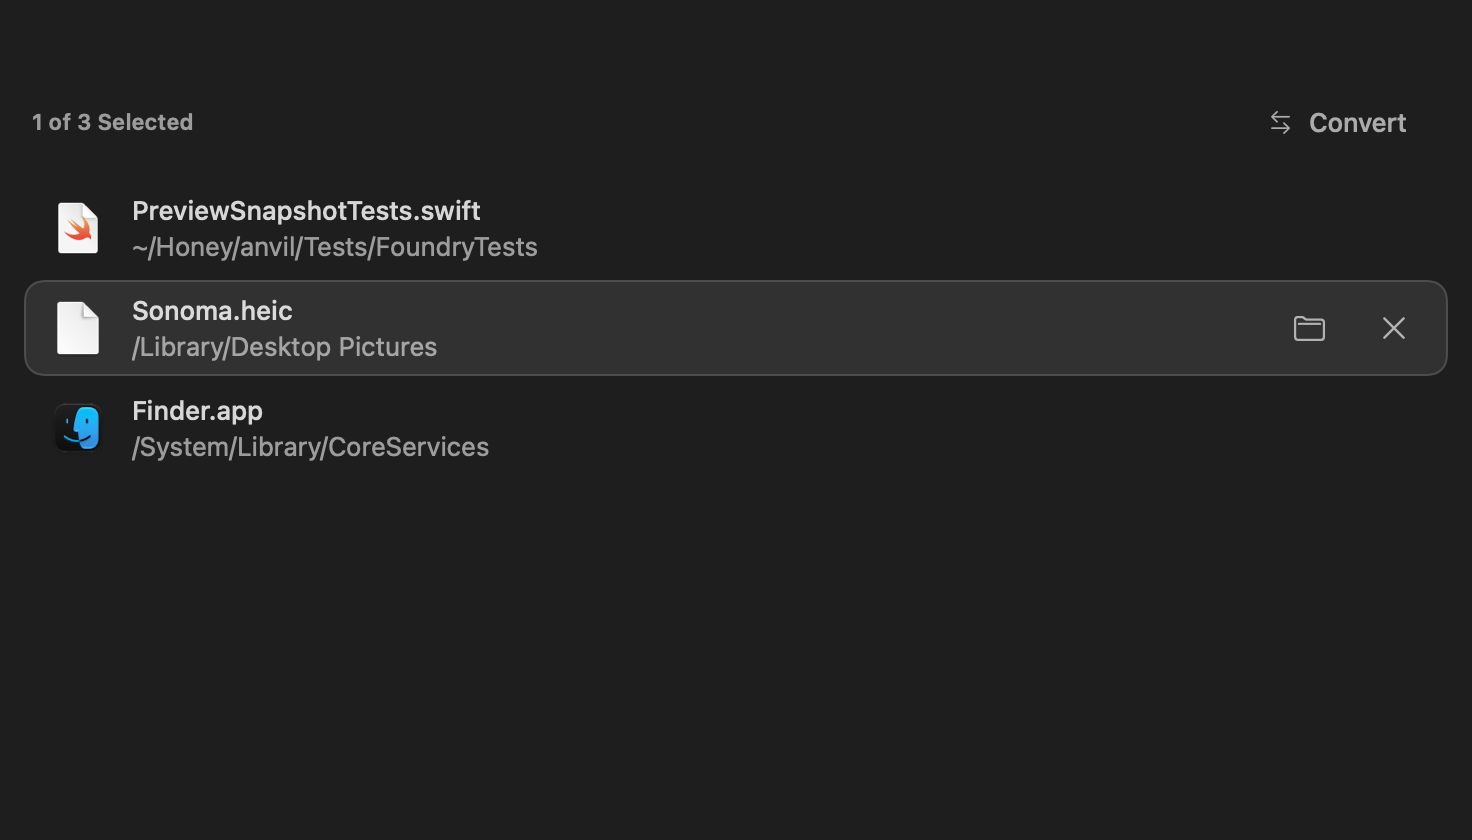 1 of 3 Selected
Convert
PreviewSnapshotTests.swift
~/Honey/anvil/Tests/FoundryTests
Sonoma.heic
/Library/Desktop Pictures
Finder.app
/System/Library/CoreServices